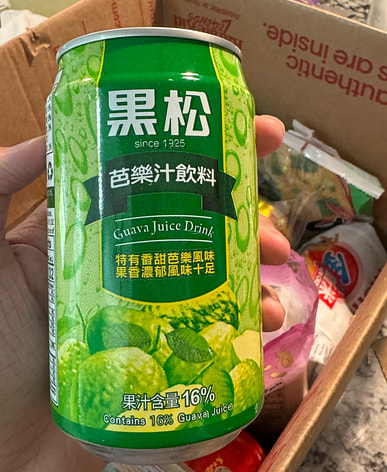 黑松
since 1925
芭樂汁飲料
Guava Juice Drink
特有香甜芭樂風味
果香濃郁風味十足
果汁含量16%
Contains 16% Guava Juice
authentic
s are inside.